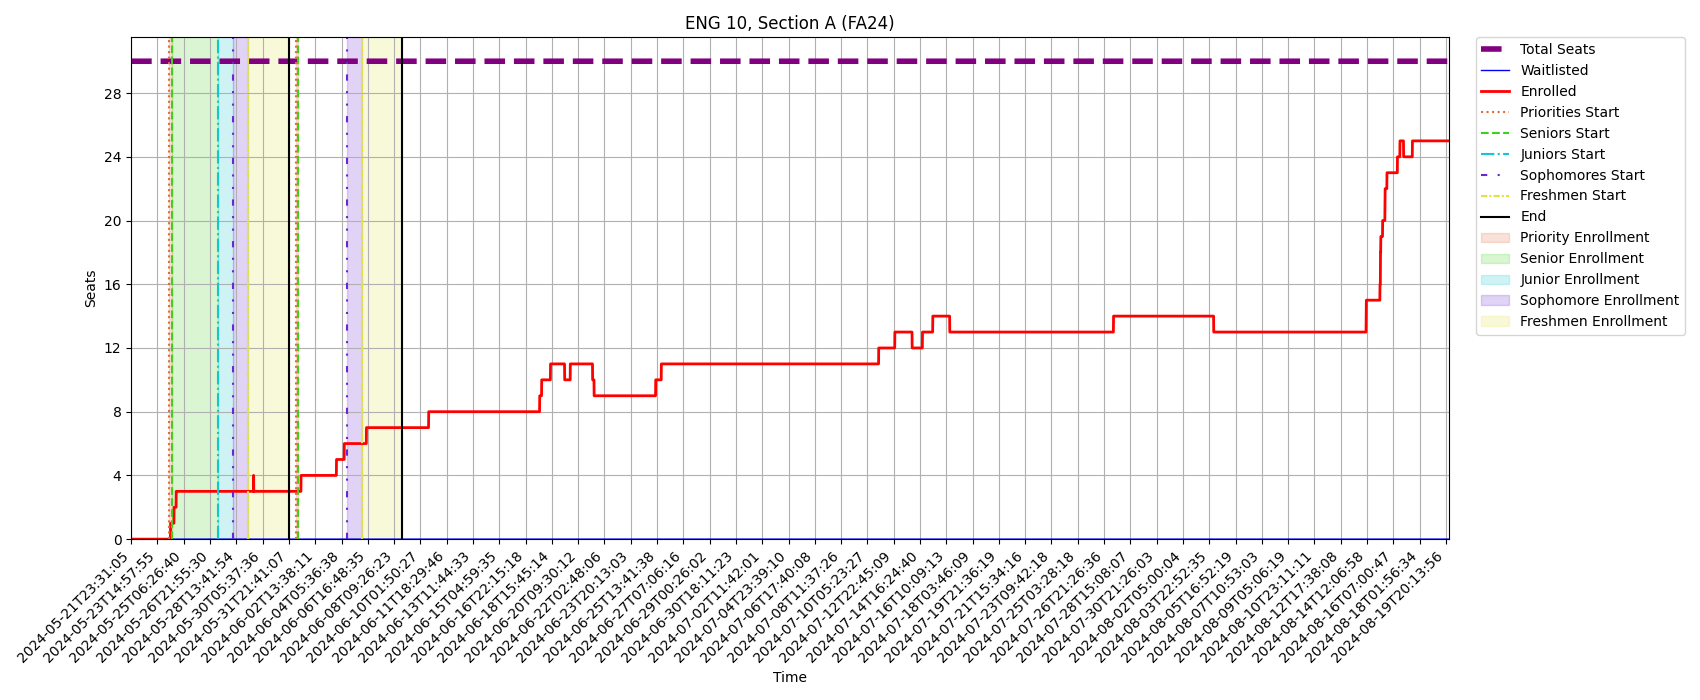 ENG 10, Section A (FA24)
Total Seats
Waitlisted
Enrolled
Priorities Start
Seniors Start
Juniors Start
Sophomores Start
Freshmen Start
End
Priority Enrollment
Senior Enrollment
Junior Enrollment
Sophomore Enrollment
Freshmen Enrollment
Seats
28
24
20
16
12
8
4
0
2024-05-21T23:31:05
2024-05-23T14:57:55
2024-05-25T06:26:40
2024-05-26T21:55:30
2024-05-28T13:41:54
2024-05-30T05:37:36
2024-05-31T21:41:07
2024-06-02T13:38:11
2024-06-04T05:36:38
2024-06-06T16:48:35
2024-06-08T09:26:23
2024-06-10T01:50:27
2024-06-11T18:29:46
2024-06-13T11:44:33
2024-06-15T04:59:35
2024-06-16T22:15:18
2024-06-18T15:45:14
2024-06-20T09:30:12
2024-06-22T02:48:06
2024-06-23T20:13:03
2024-06-25T13:41:38
2024-06-27T07:06:16
2024-06-29T00:26:02
2024-06-30T18:11:23
2024-07-02T11:42:01
2024-07-04T23:39:10
2024-07-06T17:40:08
2024-07-08T11:37:26
2024-07-10T05:23:27
2024-07-12T22:45:09
2024-07-14T16:24:40
2024-07-16T10:09:13
2024-07-18T03:46:09
2024-07-19T21:36:19
2024-07-21T15:34:16
2024-07-23T09:42:18
2024-07-25T03:28:18
2024-07-26T21:26:36
2024-07-28T15:08:07
2024-07-30T21:26:03
2024-08-02T05:00:04
2024-08-03T22:52:35
2024-08-05T16:52:19
2024-08-07T10:53:03
2024-08-09T05:06:19
2024-08-10T23:11:11
2024-08-12T17:38:08
2024-08-14T12:06:58
2024-08-16T07:00:47
2024-08-18T01:56:34
2024-08-19T20:13:56
Time